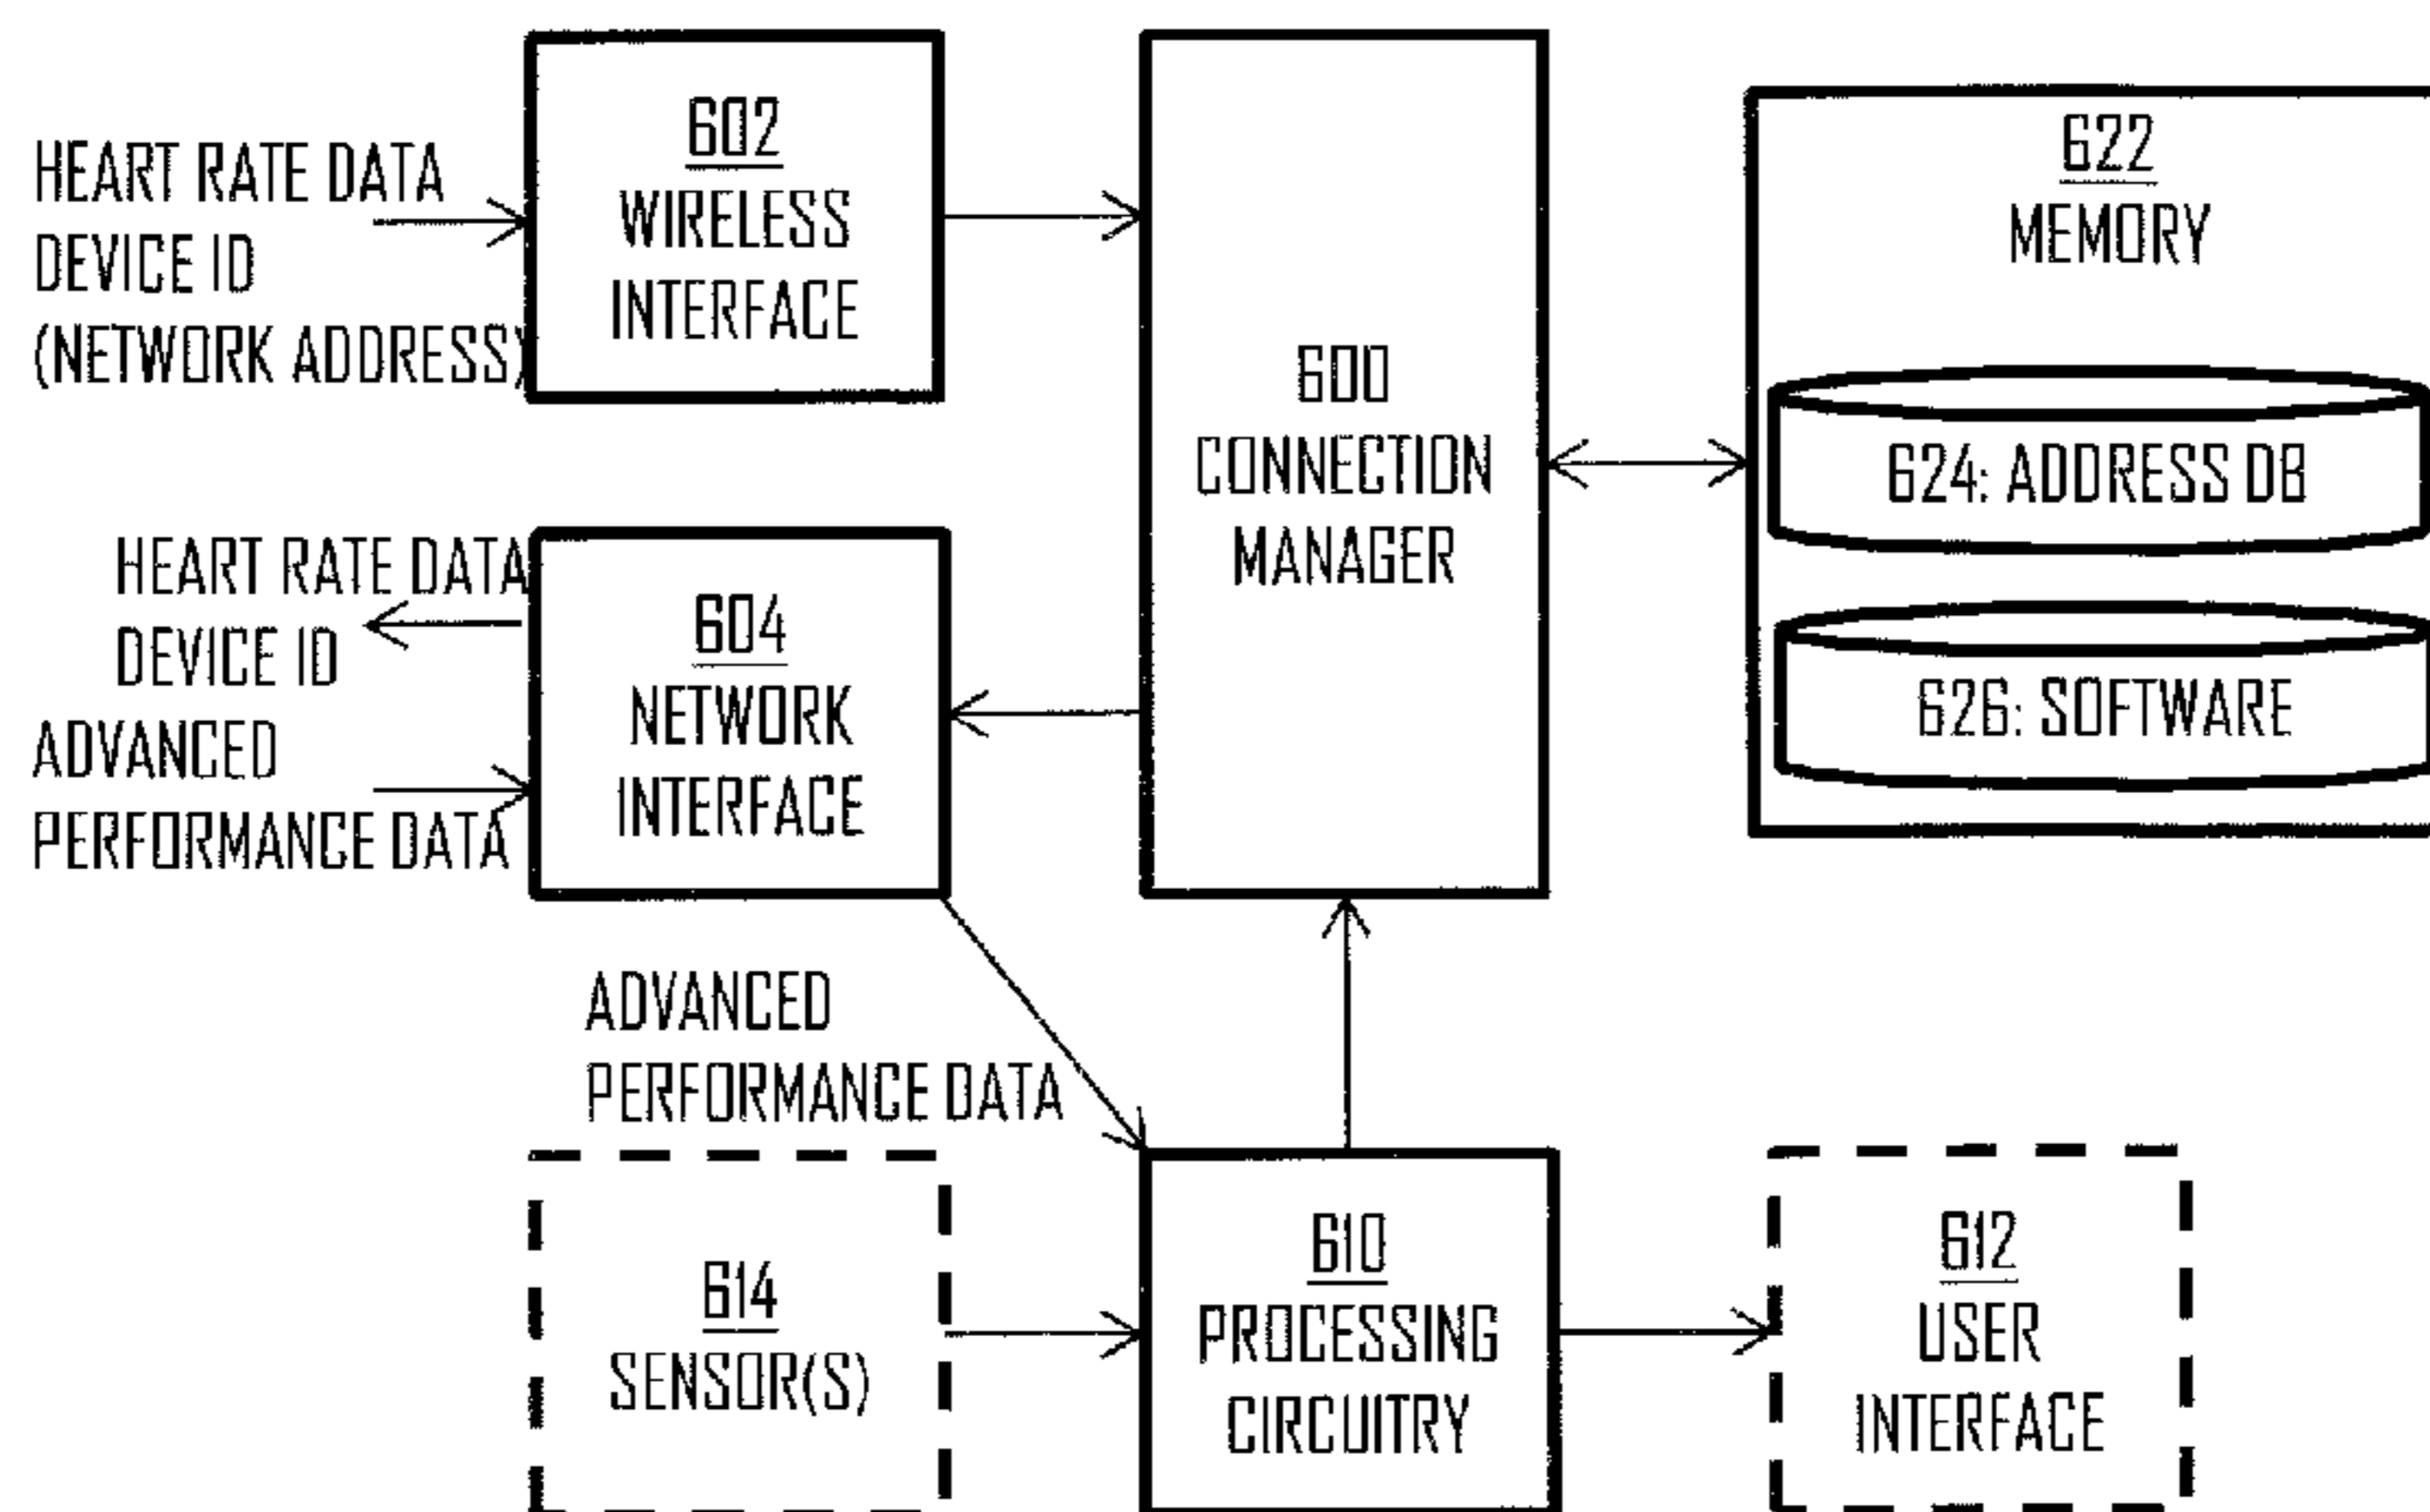 HEART RATE DATA
DEVICE ID
(NETWORK ADDRESS)
602
WIRELESS
INTERFACE
600
CONNECTION
MANAGER
622
MEMORY
624: ADDRESS DB
626: SOFTWARE
HEART RATE DATA
DEVICE ID
ADVANCED
PERFORMANCE DATA
604
NETWORK
INTERFACE
ADVANCED
PERFORMANCE DATA
614
SENSOR(S)
610
PROCESSING
CIRCUITRY
612
USER
INTERFACE